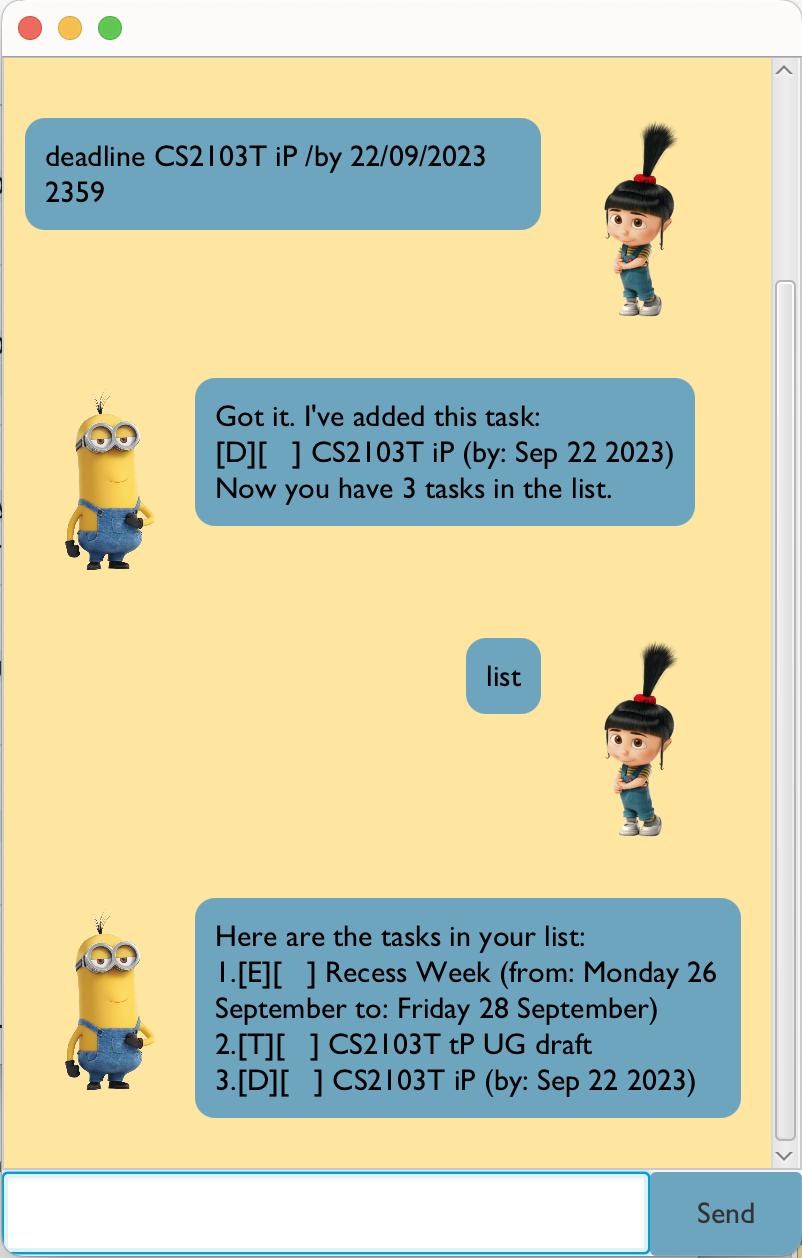 deadline CS2103T iP /by 22/09/2023
2359
Got it. I've added this task:
[D][   ] CS2103T iP (by: Sep 22 2023)
Now you have 3 tasks in the list.
list
Here are the tasks in your list:
1.[E][   ] Recess Week (from: Monday 26
September to: Friday 28 September)
2.[T][   ] CS2103T tP UG draft
3.[D][   ] CS2103T iP (by: Sep 22 2023)
Send